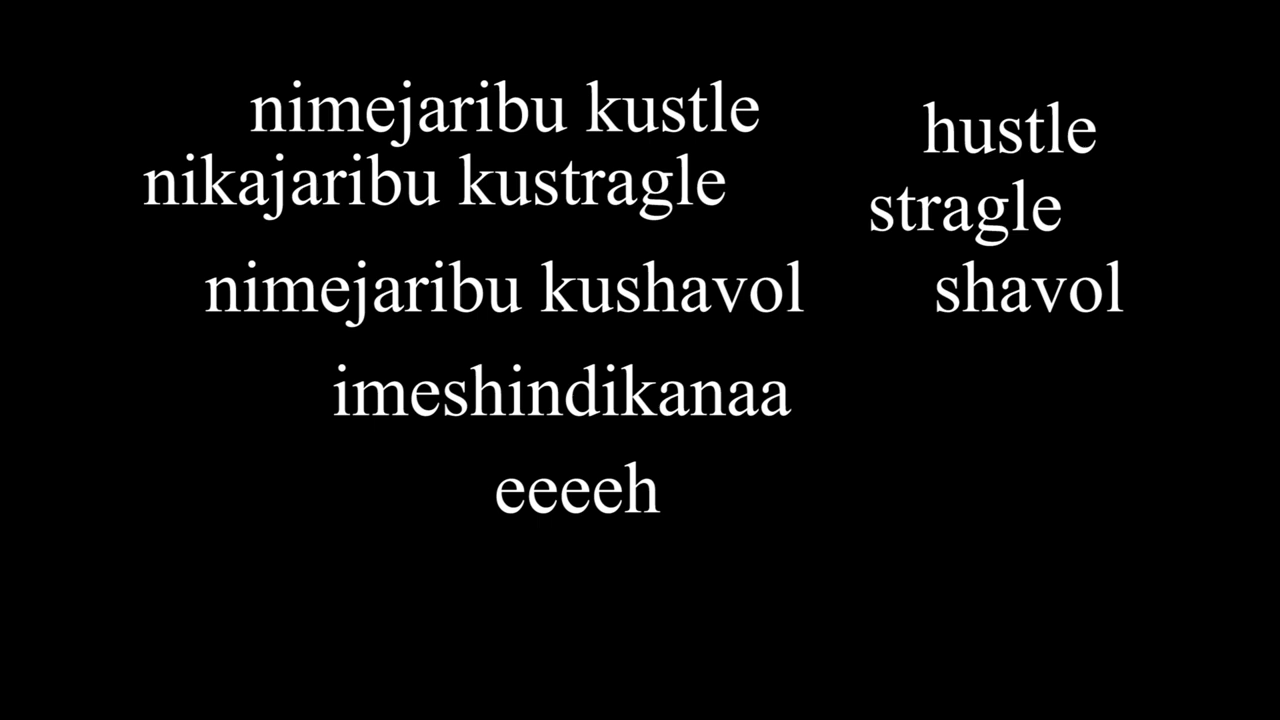 nimejaribu kustle hustle
nikajaribu kustragle stragle
nimejaribu kushavol shavol
imeshindikanaa
eeeeh